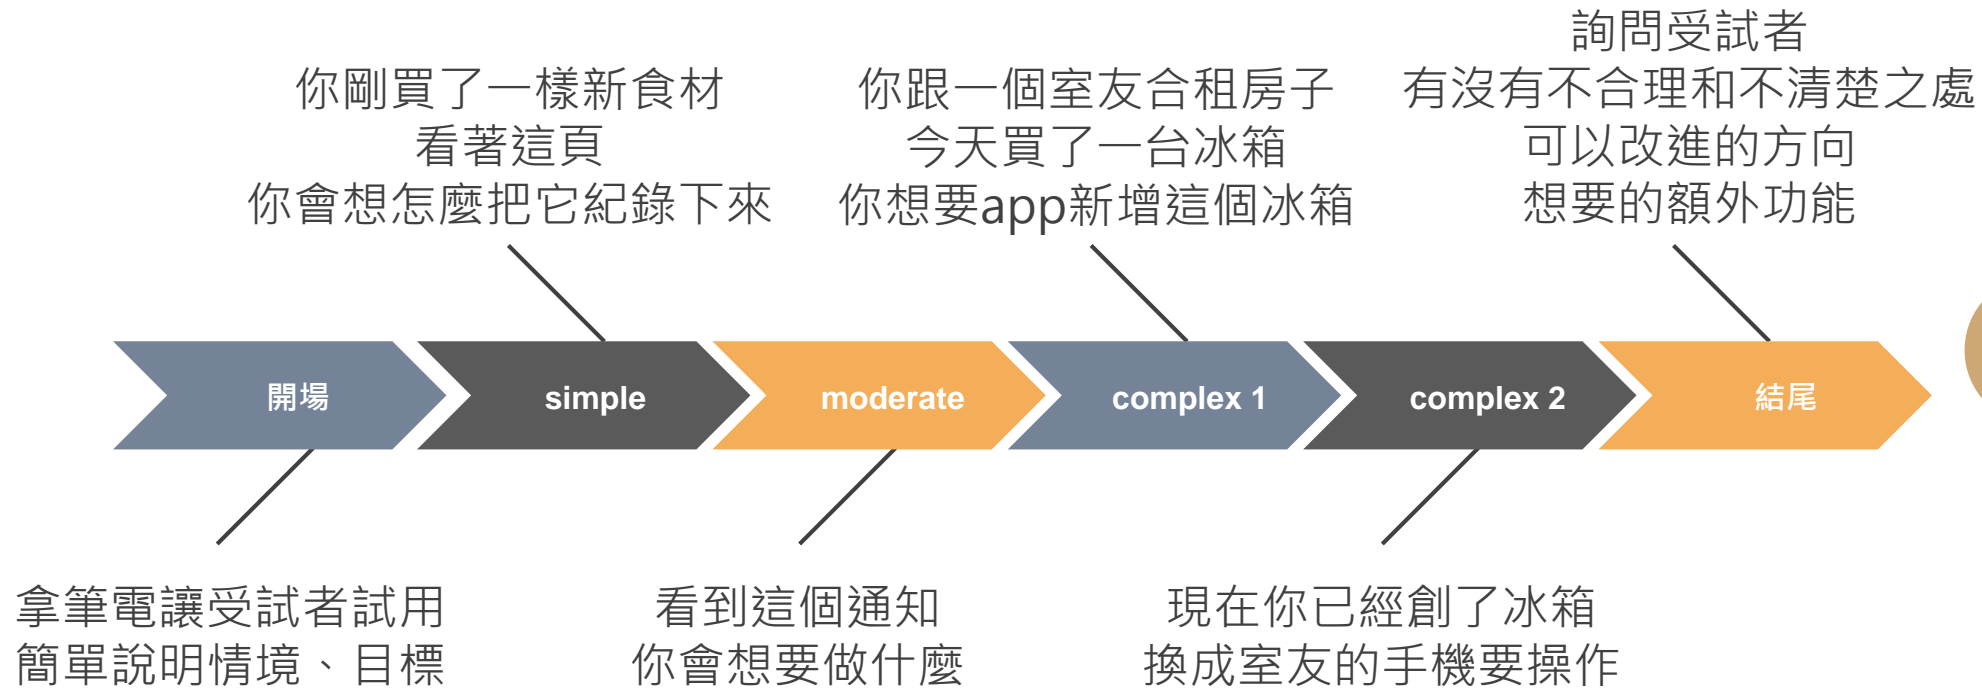 你剛買了一樣新食材
看著這頁
你會想怎麼把它紀錄下來
你跟一個室友合租房子
今天買了一台冰箱
你想要app新增這個冰箱
詢問受試者
有沒有不合理和不清楚之處
可以改進的方向
想要的額外功能
開場
simple
moderate
complex 1
complex 2
結尾
拿筆電讓受試者試用
簡單說明情境、目標
看到這個通知
你會想要做什麼
現在你已經創了冰箱
換成室友的手機要操作